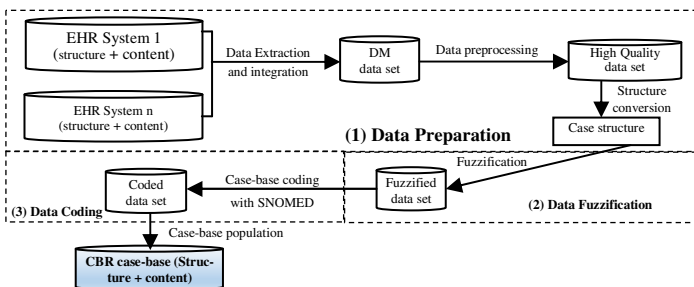 EHR System 1
(structure + content)
EHR System n
(structure + content)
Data Extraction
and integration
DM
data set
Data preprocessing
High Quality
data set
Structure
conversion
(1) Data Preparation
Case structure
Fuzzification
Fuzzified
data set
(2) Data Fuzzification
Case-base coding
with SNOMED
Coded
data set
(3) Data Coding
Case-base population
CBR case-base (Struc-
ture + content)